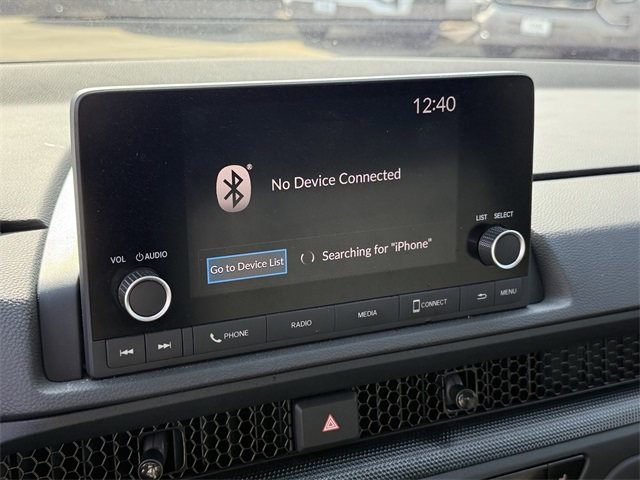 12:40
®
No Device Connected
LIST SELECT
VOL AUDIO
Go to Device List
Searching for "iPhone"
PHONE
RADIO
MEDIA
CONNECT
MENU